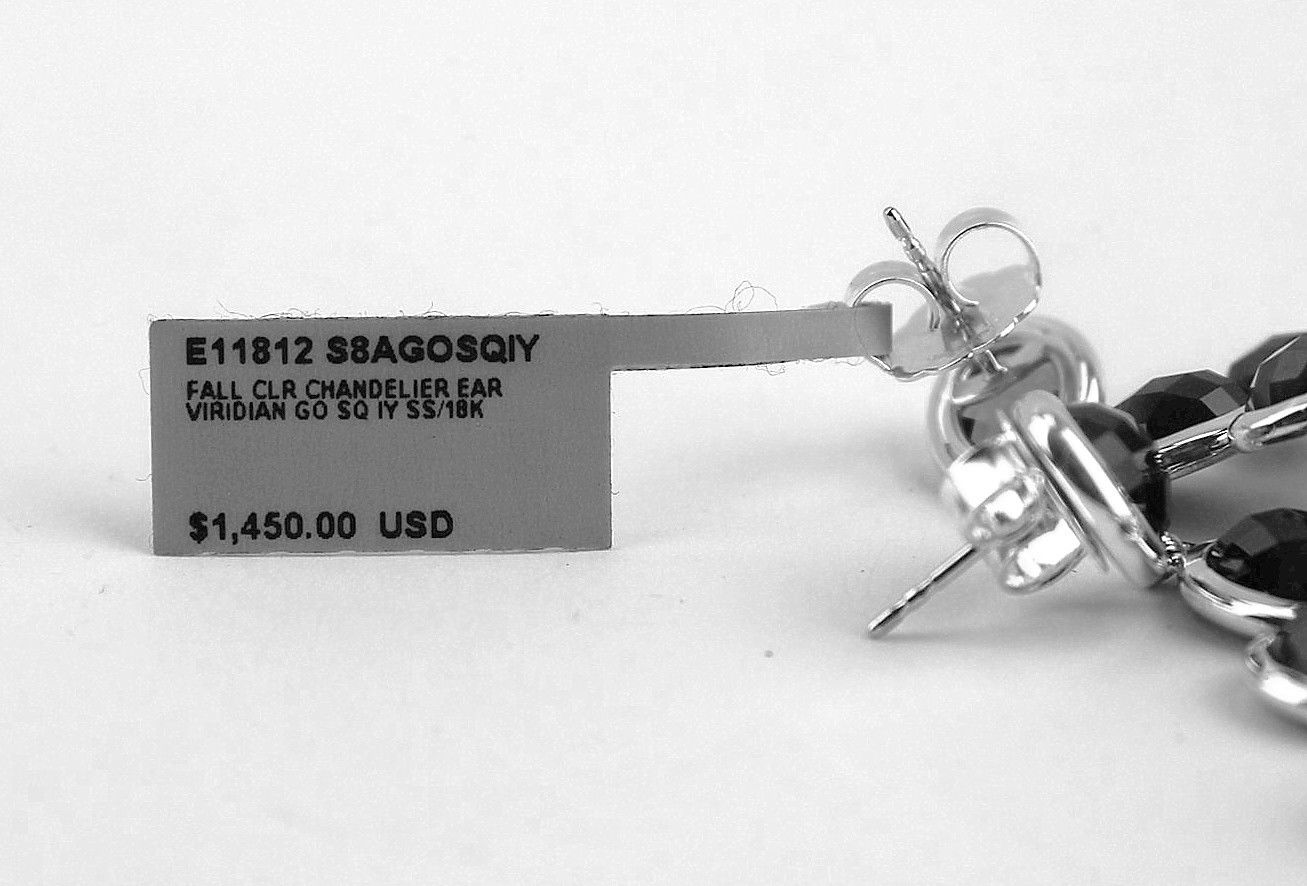 E11812 S8AGOSQIY
FALL CLR CHANDELIER EAR
VIRIDIAN GO SQ IY SS/18K
$1,450.00 USD